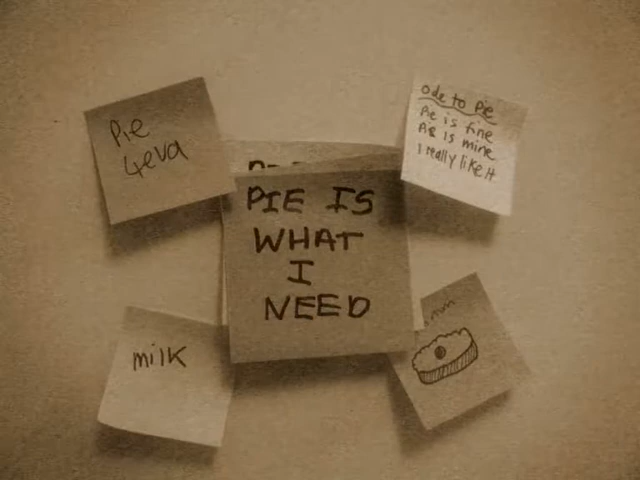 Pie
4eva
Ode to Pie
Pie is fine
Pie is mine
I really like it
PIE IS
WHAT
I
NEED
milk